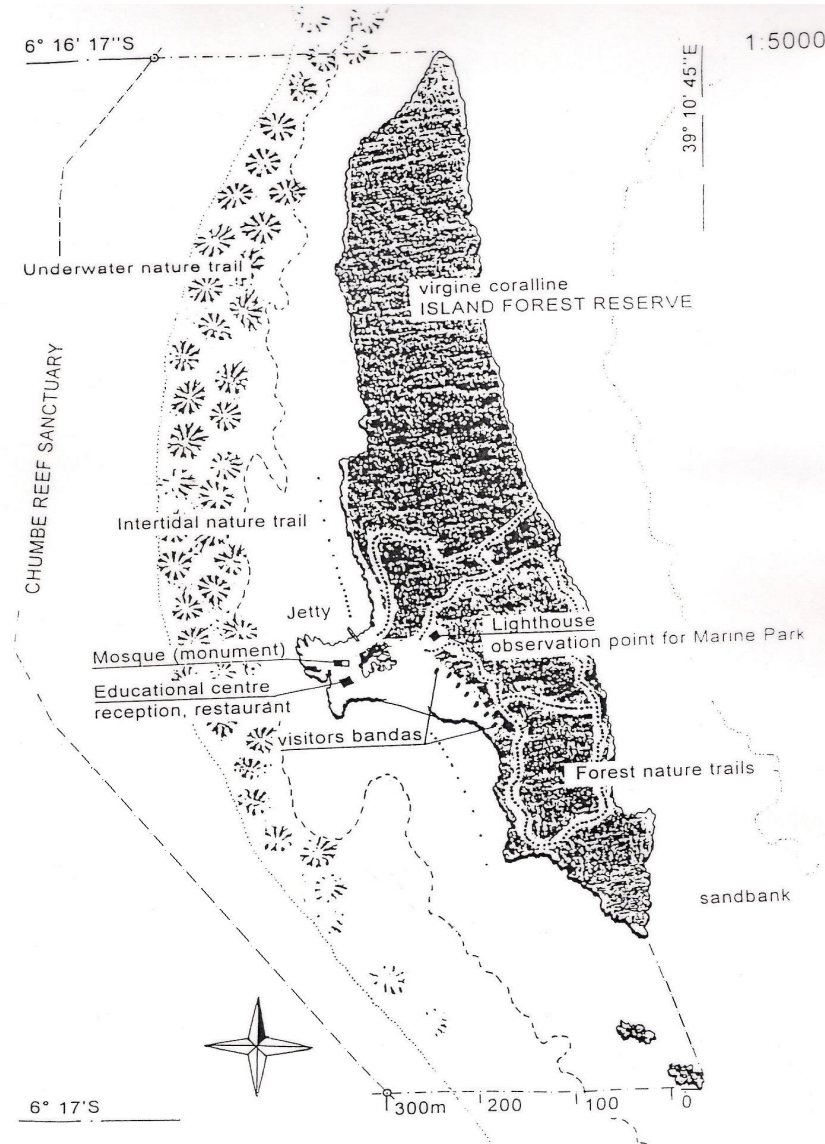 6° 16' 17"S
1:5000
39° 10' 45"E
Underwater nature trail
virgine coralline
ISLAND FOREST RESERVE
CHUMBE REEF SANCTUARY
Intertidal nature trail
Jetty
Lighthouse
observation point for Marine Park
Mosque (monument)
Educational centre
reception, restaurant
visitors bandas
Forest nature trails
sandbank
6° 17'S
300m 200 100 0